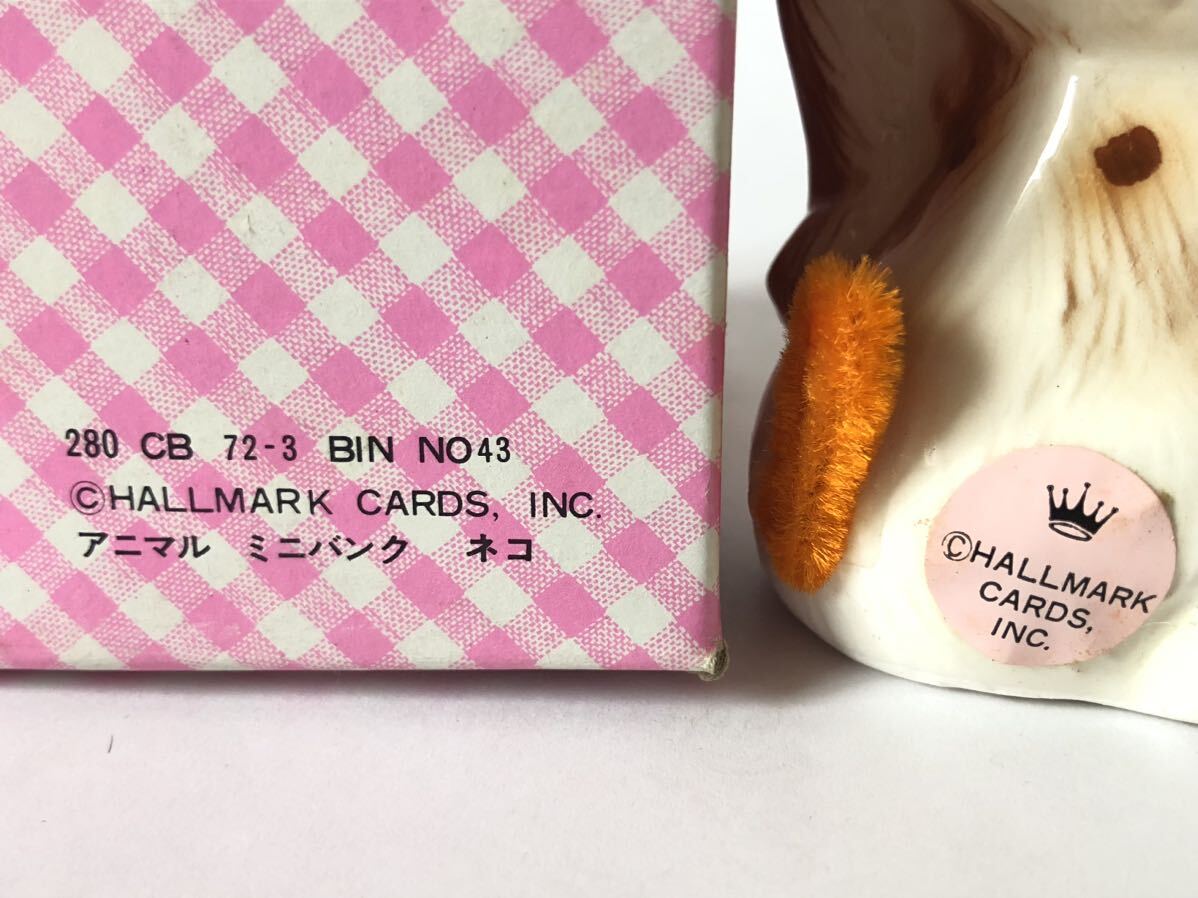 280 CB 72-3 BIN NO43
©HALLMARK CARDS, INC.
アニマル ミニバンク ネコ
©HALLMARK
CARDS,
INC.